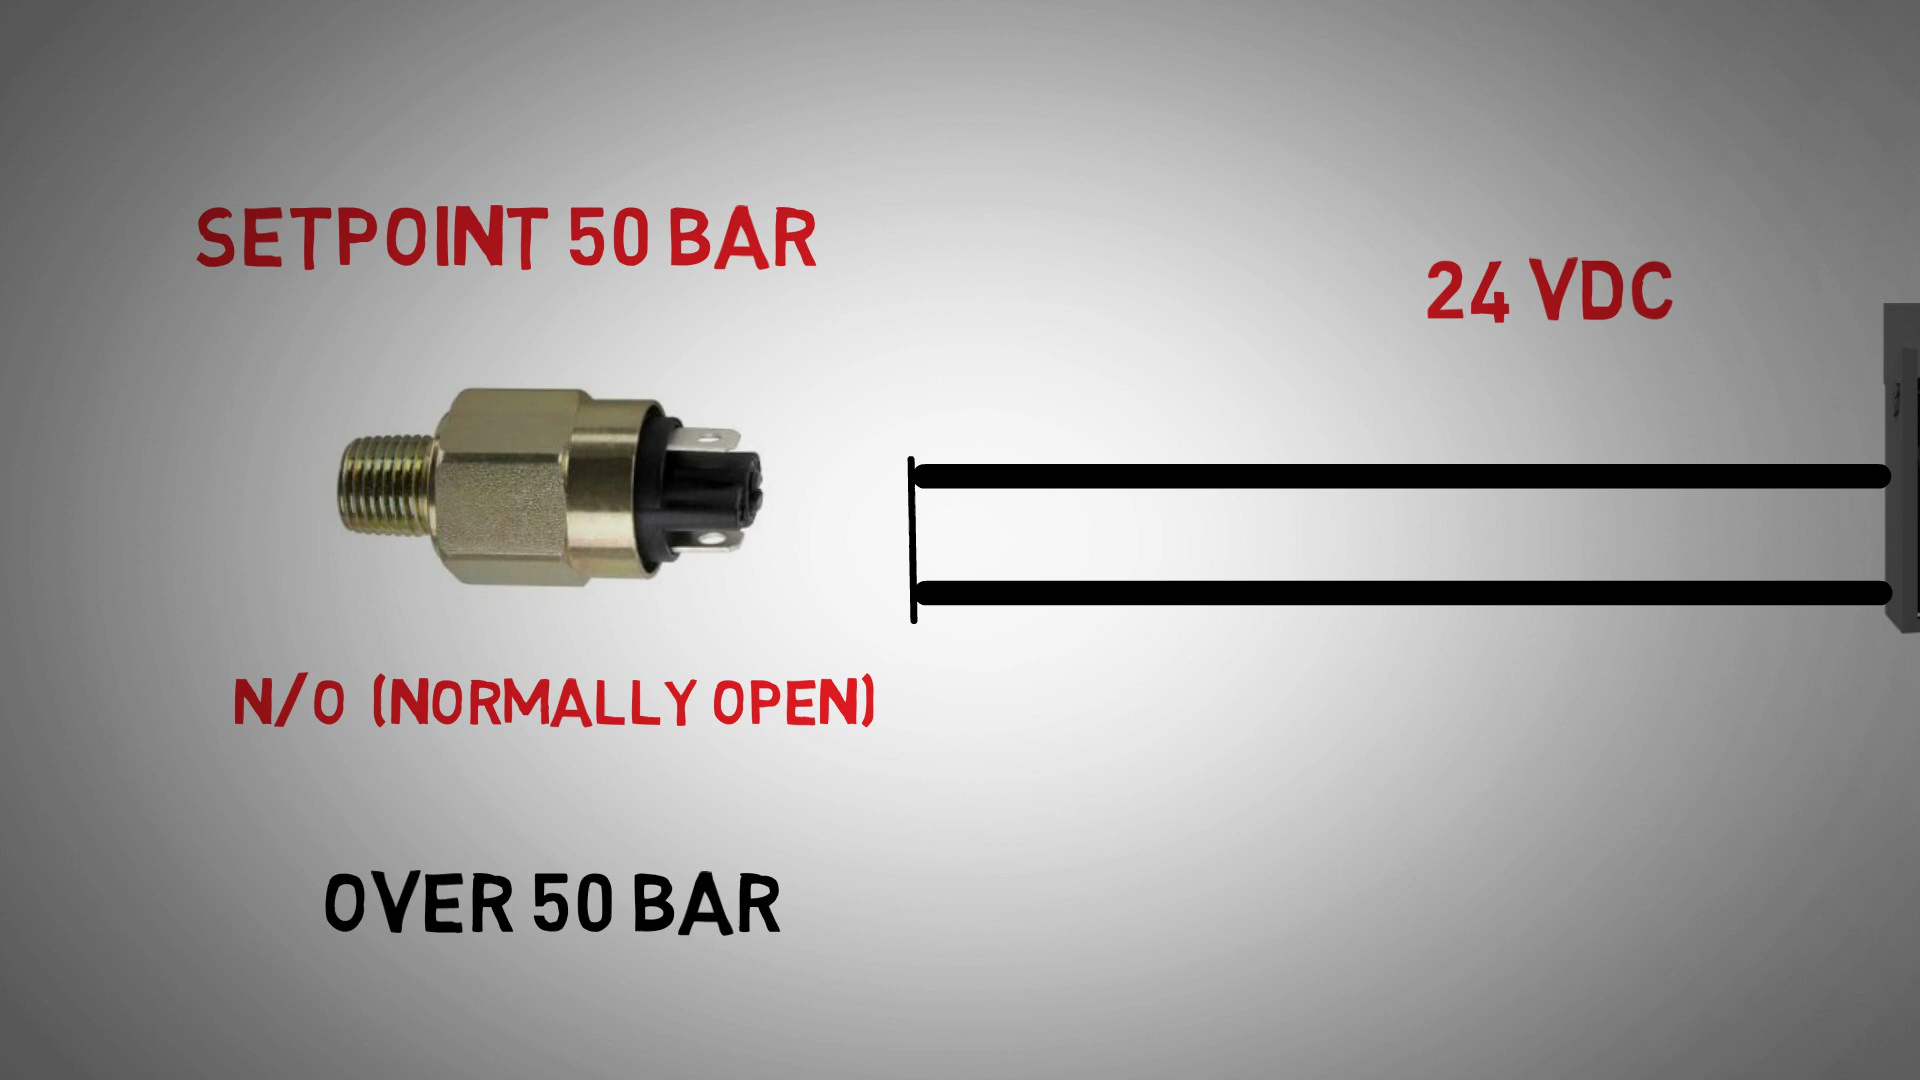 SETPOINT 50 BAR
24 VDC
N/O (NORMALLY OPEN)
OVER 50 BAR